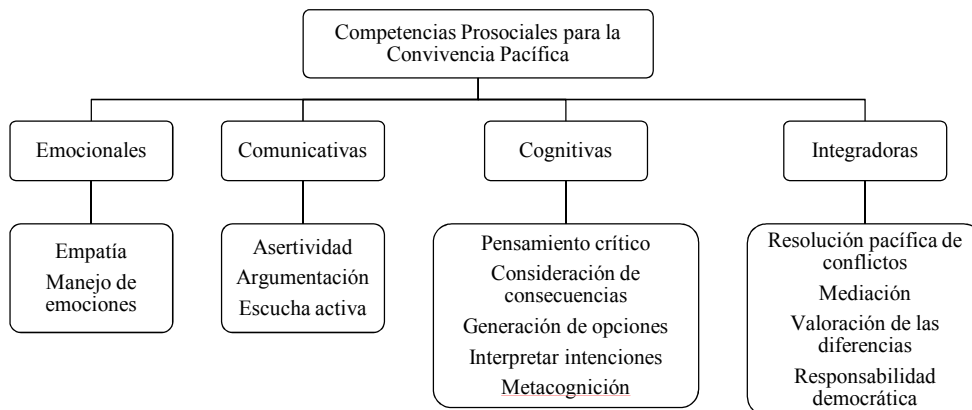 Competencias Prosociales para la
Convivencia Pacífica
Emocionales
Comunicativas
Cognitivas
Integradoras
Empatía
Manejo de
emociones
Asertividad
Argumentación
Escucha activa
Pensamiento crítico
Consideración de
consecuencias
Generación de opciones
Interpretar intenciones
Metacognición
Resolución pacífica de
conflictos
Mediación
Valoración de las
diferencias
Responsabilidad
democrática